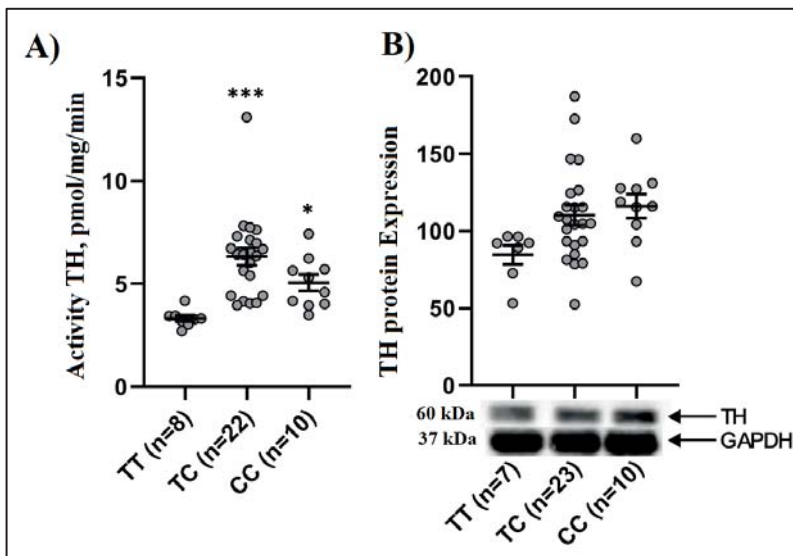 A)
Activity TH, pmol/mg/min
15
10
5
0
***
*
TT (n=8)
TC (n=22)
CC (n=10)
B)
TH protein Expression
200
150
100
50
0
60 kDa
TH
37 kDa
GAPDH
TT (n=7)
TC (n=23)
CC (n=10)